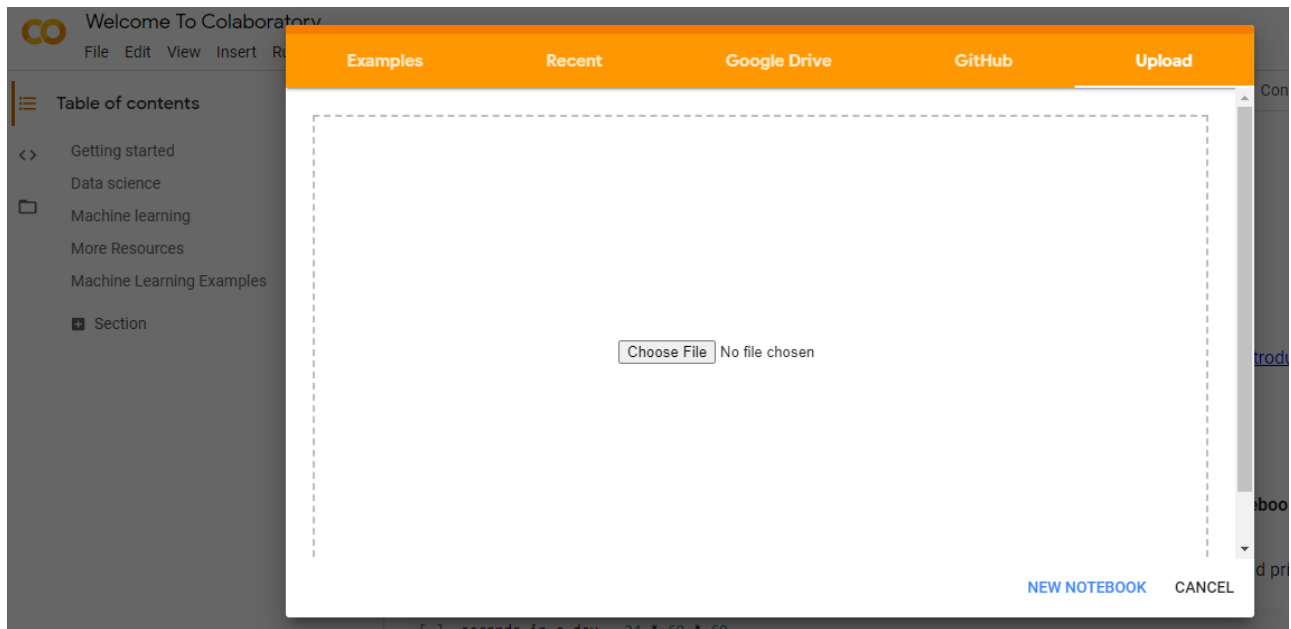 Welcome To Colaboratory
File Edit View Insert
Table of contents
Getting started
Data science
Machine learning
More Resources
Machine Learning Examples
Section
Examples Recent Google Drive GitHub Upload
Choose File No file chosen
NEW NOTEBOOK CANCEL